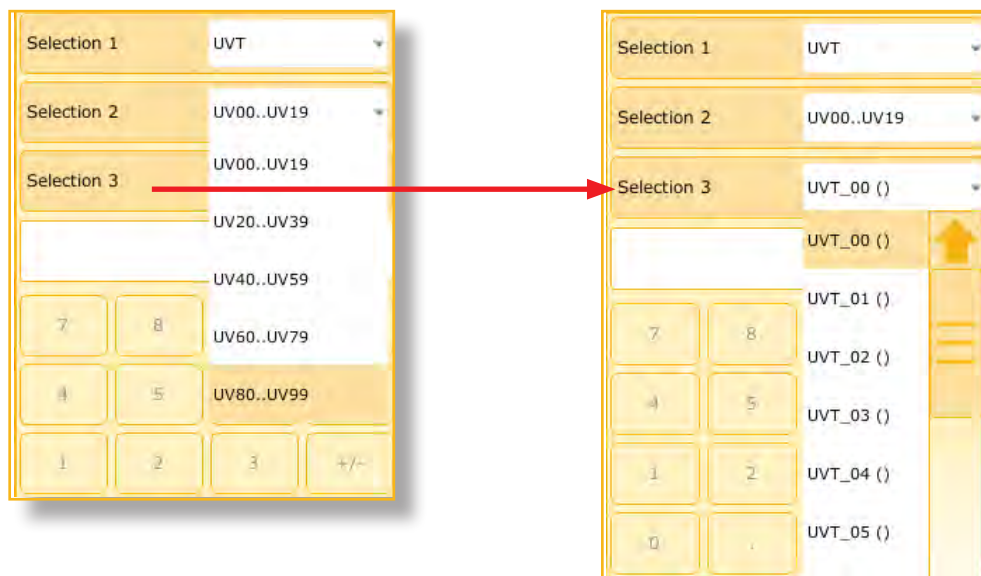 Selection 1 UVT
Selection 2 UV00..UV19
UV00..UV19
Selection 3
UV20..UV39
UV40..UV59
7 8 UV60..UV79
4 5 UV80..UV99
1 2 3 +/-
Selection 1 UVT
Selection 2 UV00..UV19
Selection 3 UVT_00 ()
UVT_00 ()
UVT_01 ()
7 8
UVT_02 ()
4 5
UVT_03 ()
1 2 UVT_04 ()
0 . UVT_05 ()